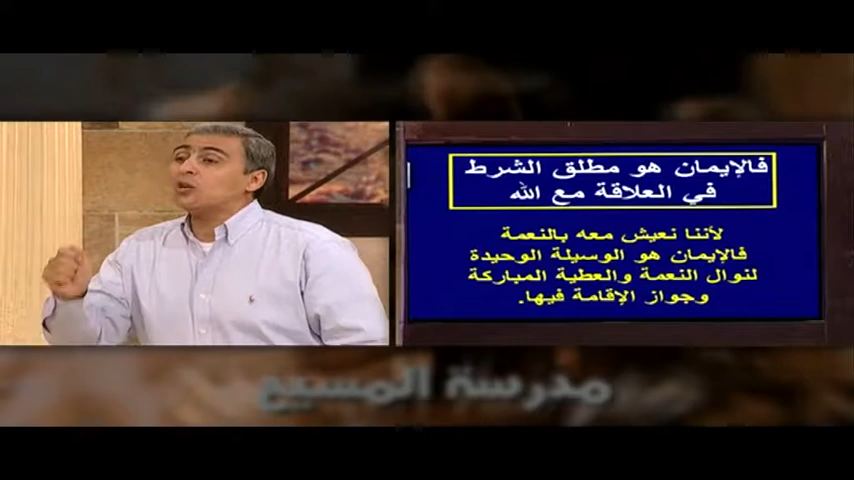 فالإيمان هو مطلق الشرط
في العلاقة مع الله
لأننا نعيش معه بالنعمة
فالإيمان هو الوسيلة الوحيدة
لنوال النعمة والعطية المباركة
وجواز الإقامة فيها.
مدرسة المسيح